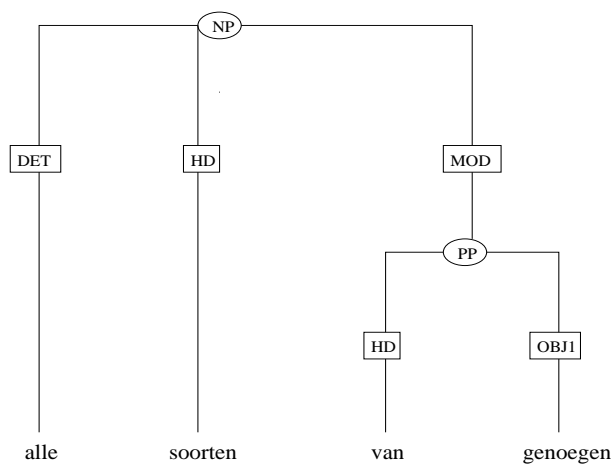 NP
DET HD MOD
PP
HD OBJ1
alle soorten van genoegen